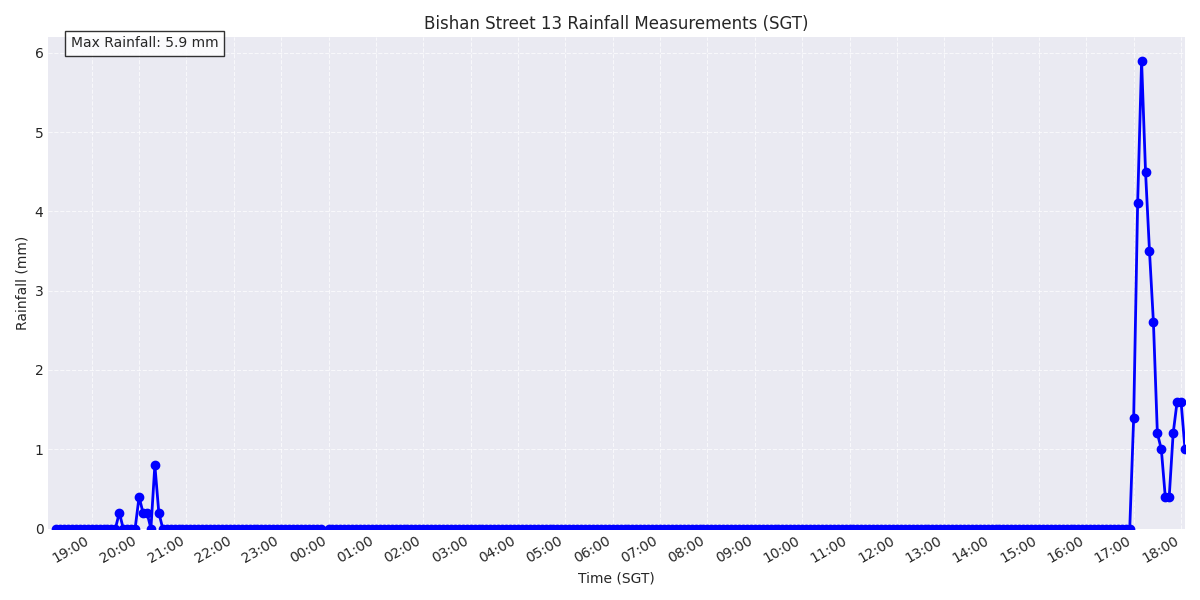 Bishan Street 13 Rainfall Measurements (SGT)
Max Rainfall: 5.9 mm
Rainfall (mm)
6
5
4
3
2
1
0
19:00 20:00 21:00 22:00 23:00 00:00 01:00 02:00 03:00 04:00 05:00 06:00 07:00 08:00 09:00 10:00 11:00 12:00 13:00 14:00 15:00 16:00 17:00 18:00
Time (SGT)